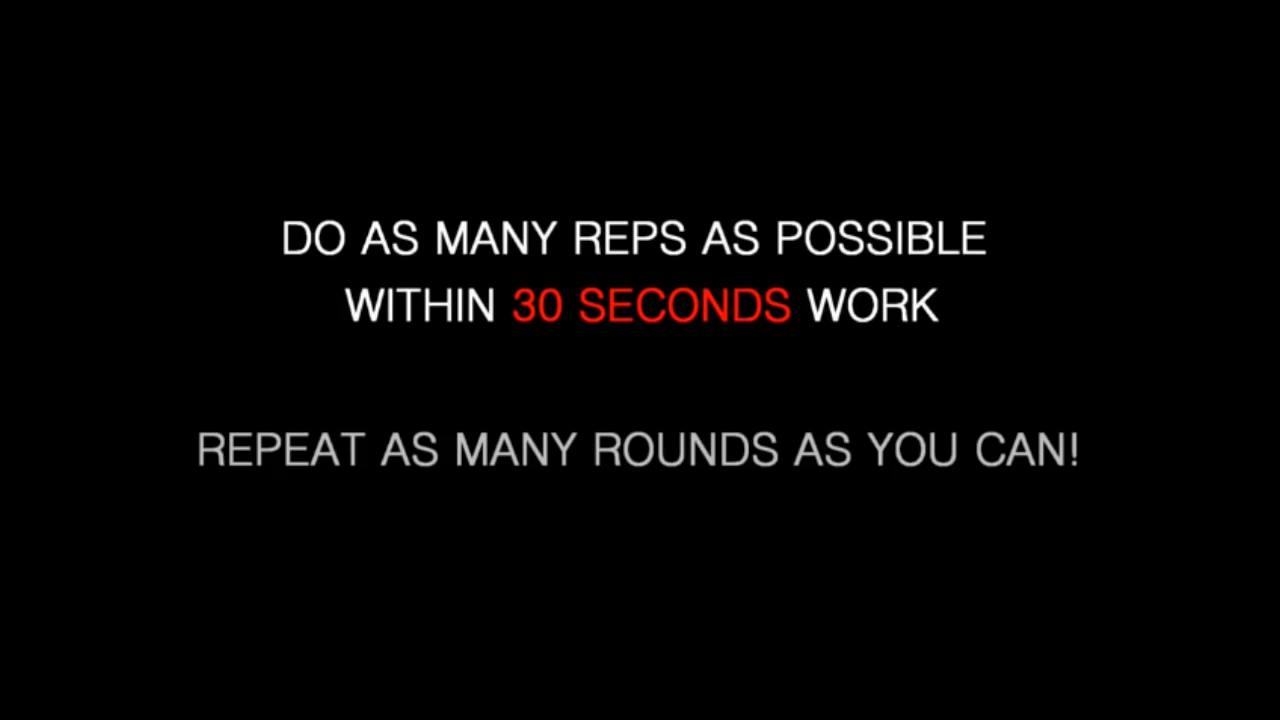 DO AS MANY REPS AS POSSIBLE
WITHIN 30 SECONDS WORK
REPEAT AS MANY ROUNDS AS YOU CAN!